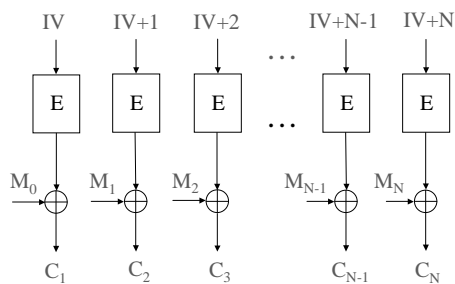 IV IV+1 IV+2 IV+N-1 IV+N
...
E E E E E
...
M0 M1 M2 MN-1 MN
C1 C2 C3 CN-1 CN